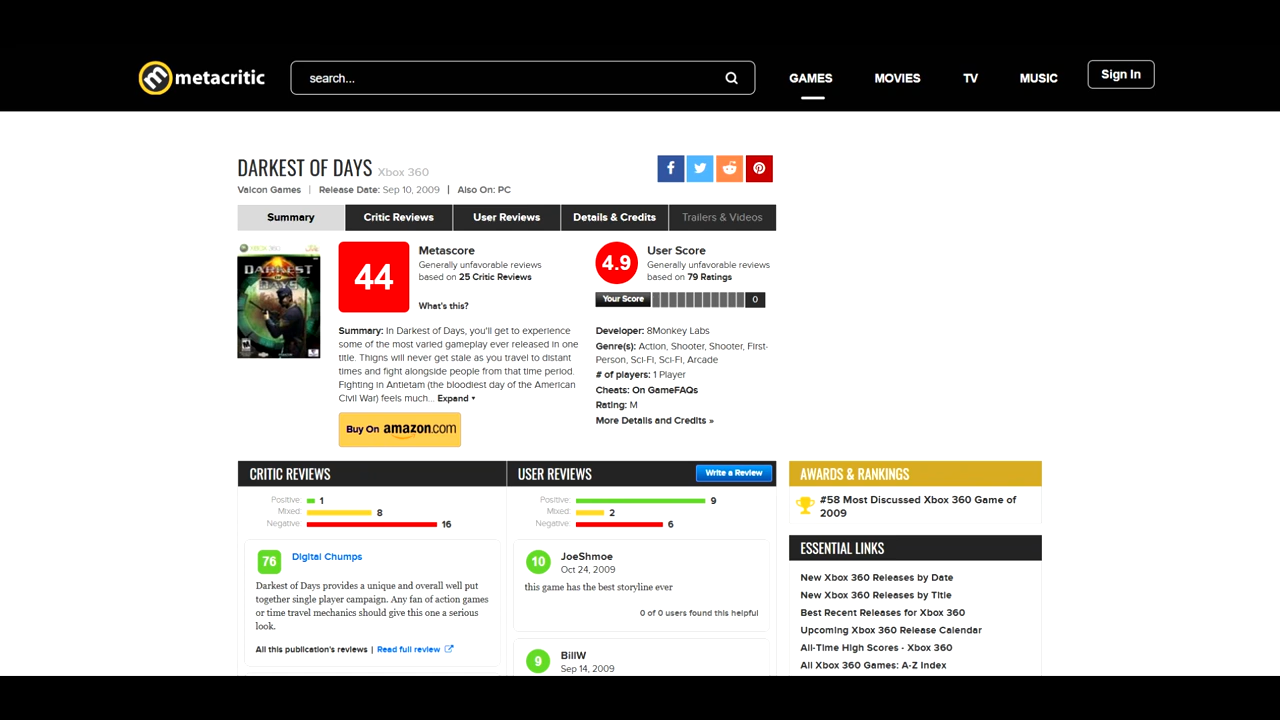 metacritic
search...
GAMES
MOVIES
TV
MUSIC
Sign In
DARKEST OF DAYS Xbox 360
Valcon Games | Release Date: Sep 10, 2009 | Also On: PC
Summary
Critic Reviews
User Reviews
Details & Credits
Trailers & Videos
XBOX 360
DARKEST OF DAYS
44
Metascore
Generally unfavorable reviews
based on 25 Critic Reviews
What's this?
Summary: In Darkest of Days, you'll get to experience
some of the most varied gameplay ever released in one
title. Thigns will never get stale as you travel to distant
times and fight alongside people from that time period.
Fighting in Antietam (the bloodiest day of the American
Civil War) feels much... Expand
Buy On amazon.com
4.9
User Score
Generally unfavorable reviews
based on 79 Ratings
Your Score
0
Developer: 8Monkey Labs
Genre(s): Action, Shooter, Shooter, First-
Person, Sci-Fi, Sci-Fi, Arcade
# of players: 1 Player
Cheats: On GameFAQs
Rating: M
More Details and Credits »
CRITIC REVIEWS
Positive: 1
Mixed: 8
Negative: 16
76
Digital Chumps
Darkest of Days provides a unique and overall well put
together single player campaign. Any fan of action games
or time travel mechanics should give this one a serious
look.
All this publication's reviews | Read full review
USER REVIEWS
Write a Review
Positive: 9
Mixed: 2
Negative: 6
10
JoeShmoe
Oct 24, 2009
this game has the best storyline ever
0 of 0 users found this helpful
9
BillW
Sep 14, 2009
AWARDS & RANKINGS
#58 Most Discussed Xbox 360 Game of
2009
ESSENTIAL LINKS
New Xbox 360 Releases by Date
New Xbox 360 Releases by Title
Best Recent Releases for Xbox 360
Upcoming Xbox 360 Release Calendar
All-Time High Scores - Xbox 360
All Xbox 360 Games: A-Z Index